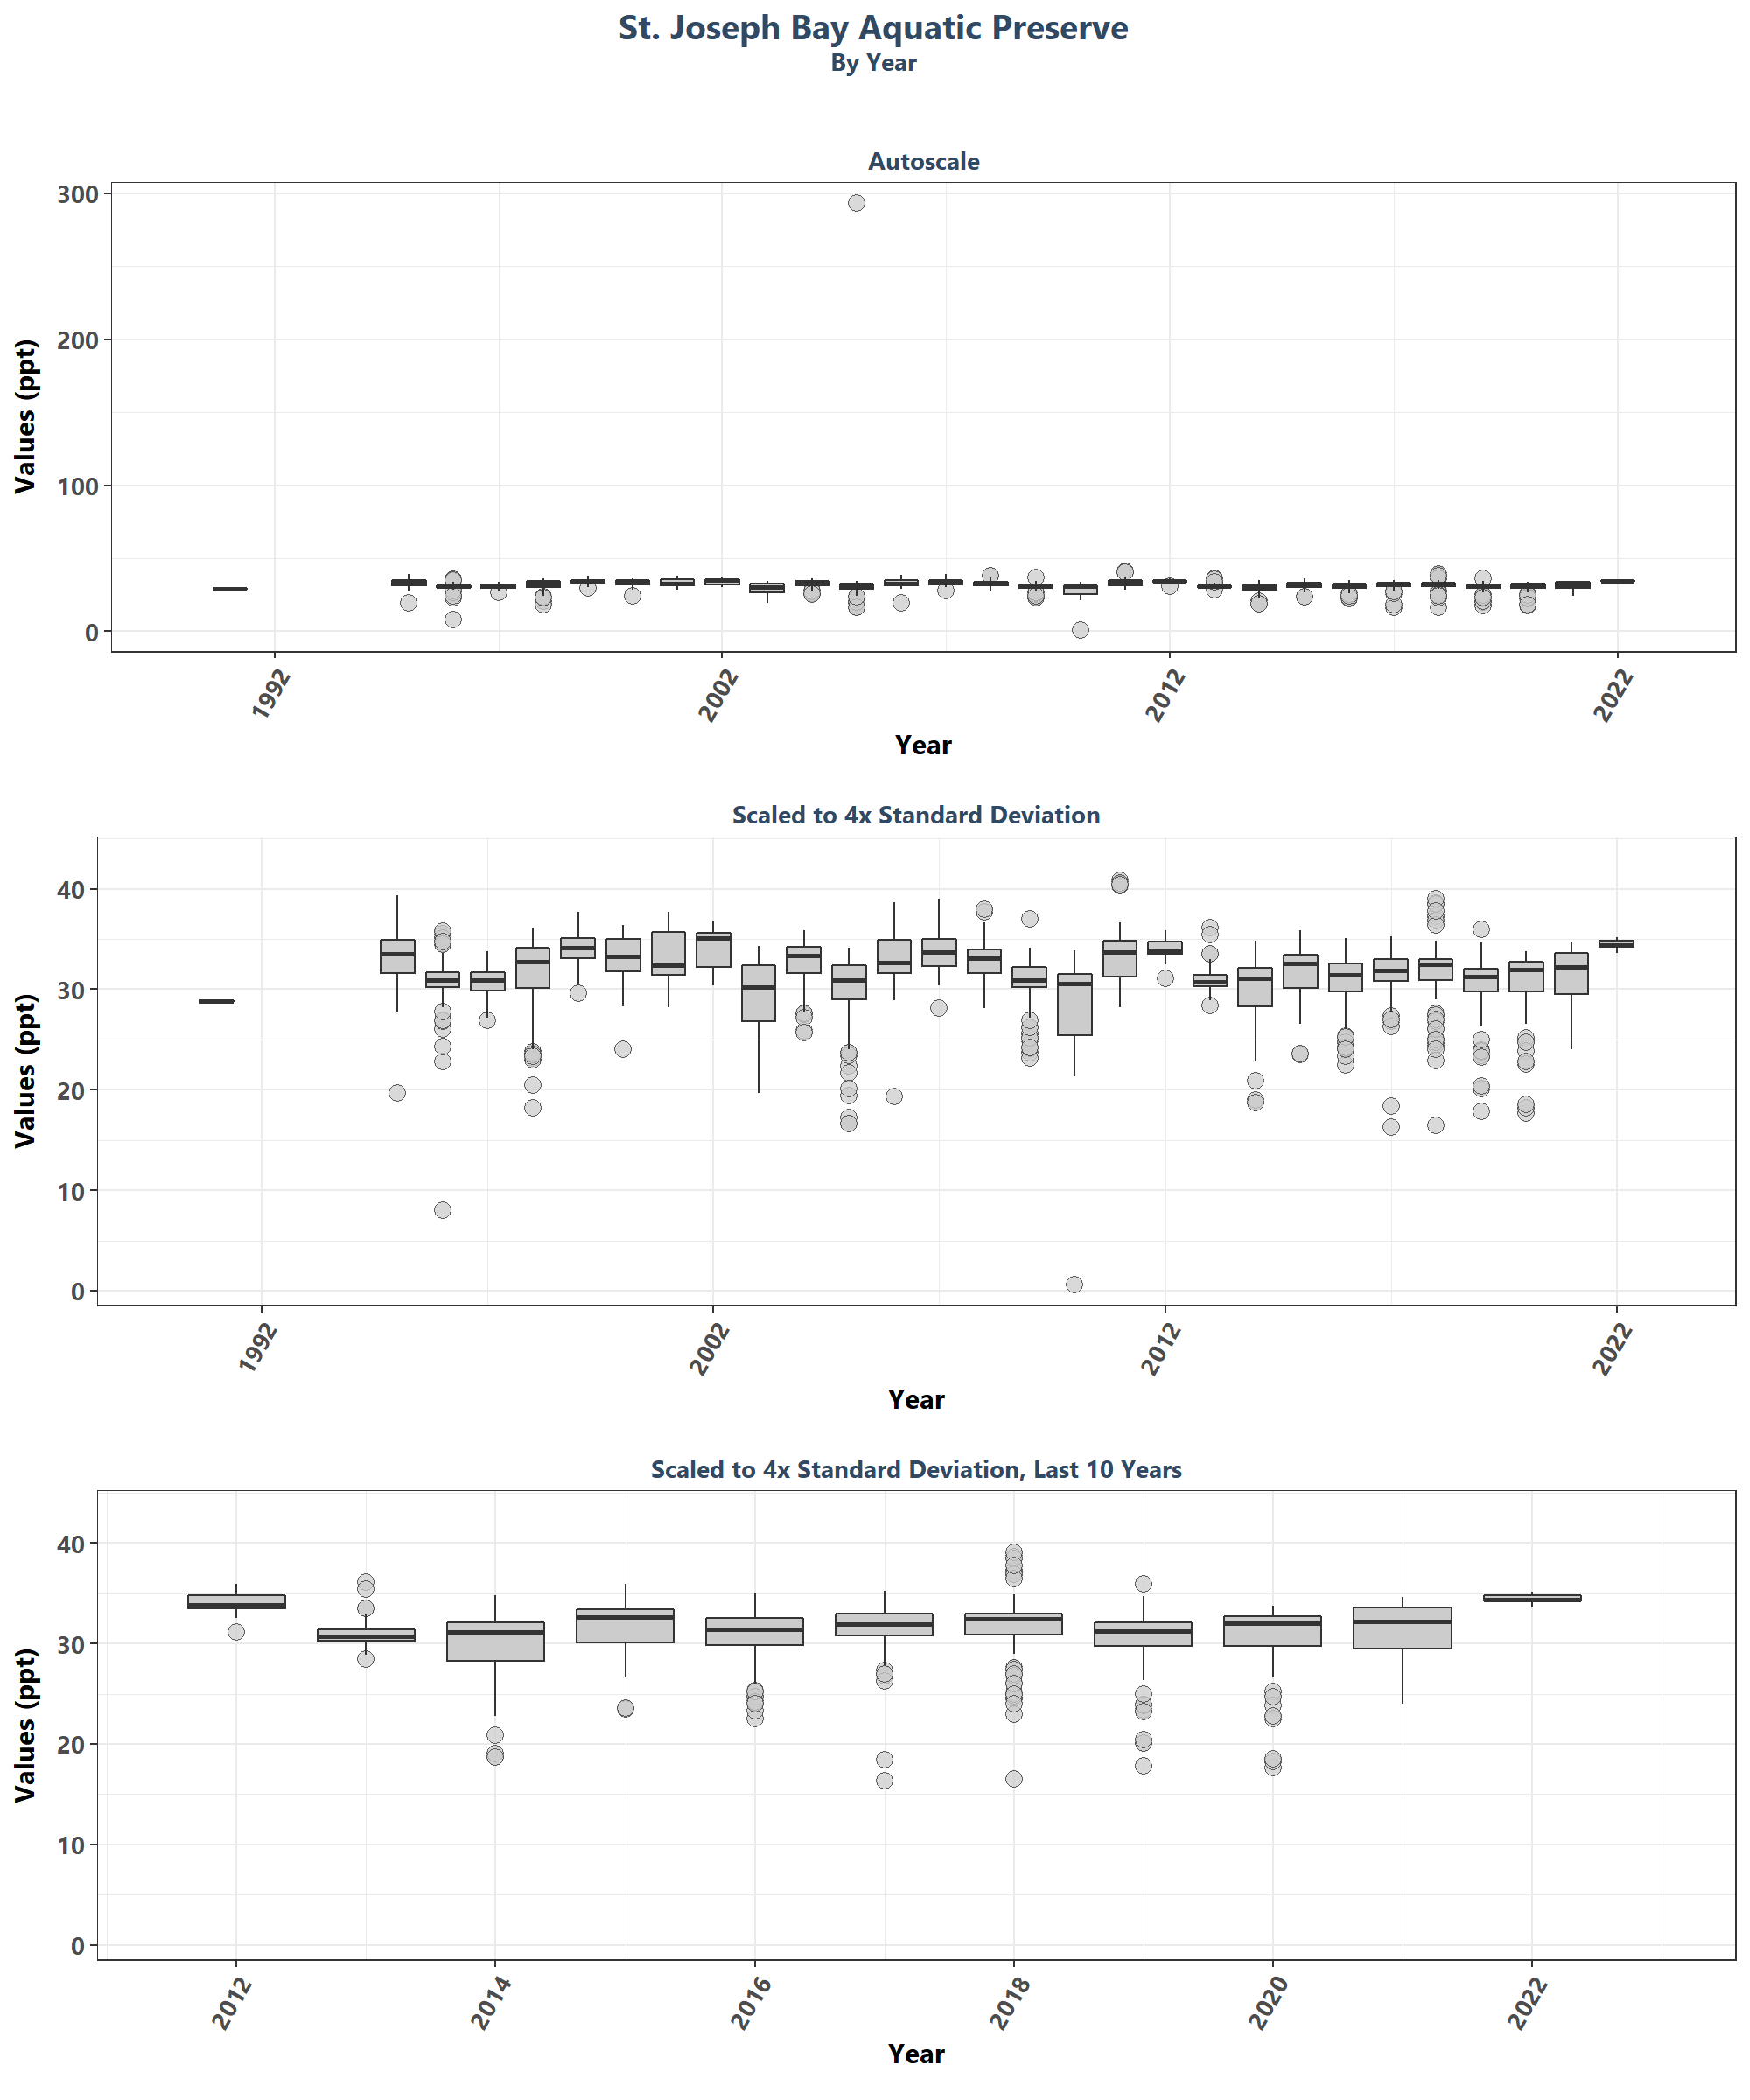 St. Joseph Bay Aquatic Preserve
By Year
Autoscale
300
200
100
0
Values (ppt)
1992
2002
2012
2022
Year
Scaled to 4x Standard Deviation
40
30
20
10
0
Values (ppt)
1992
2002
2012
2022
Year
Scaled to 4x Standard Deviation, Last 10 Years
40
30
20
10
0
Values (ppt)
2012
2014
2016
2018
2020
2022
Year